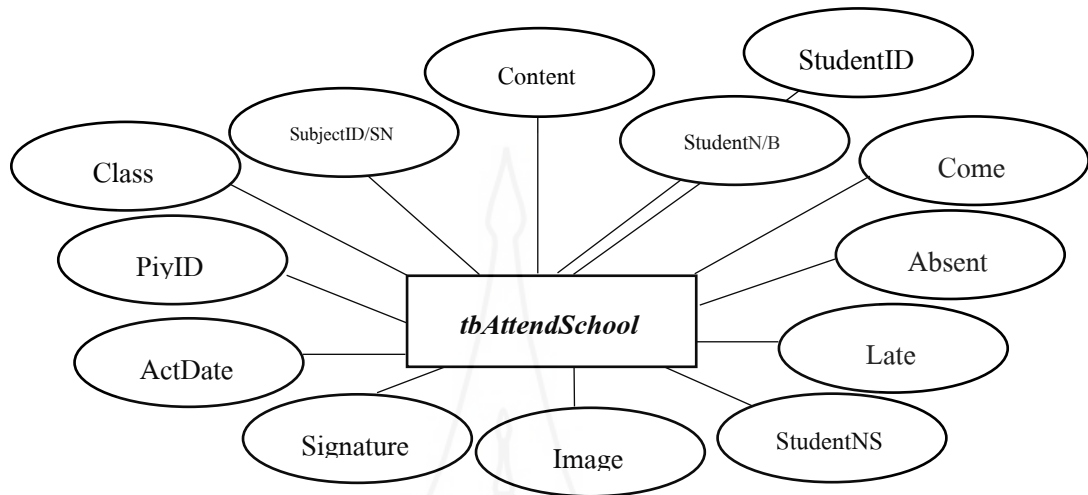 StudentID
Content
SubjectID/SN
StudentN/B
Class
Come
PiyID
Absent
tbAttendSchool
ActDate
Late
Signature
Image
StudentNS